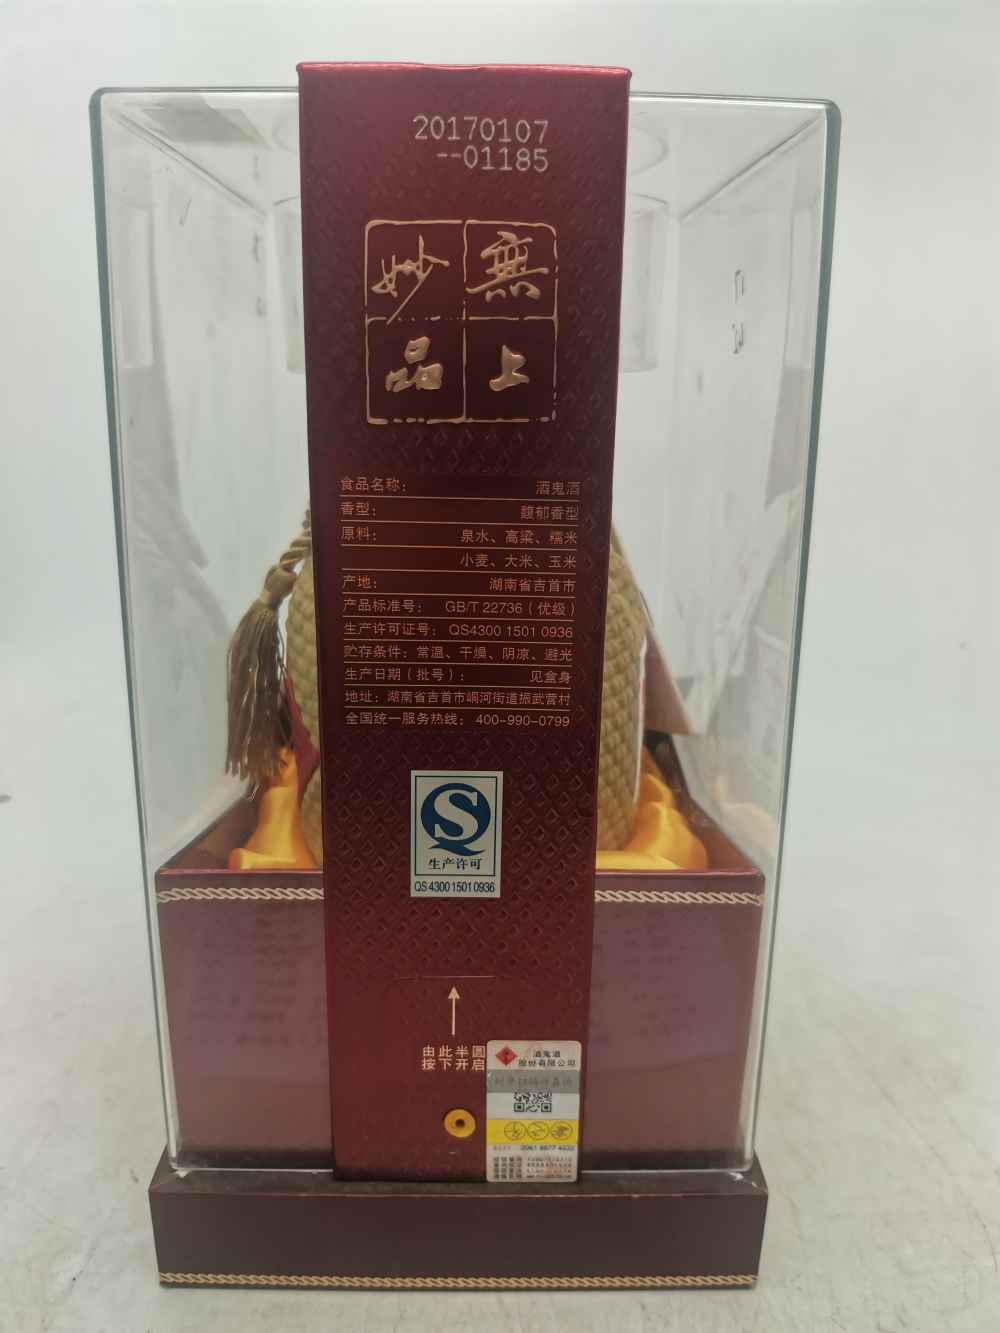 20170107
--01185
無上妙品
食品名称： 酒鬼酒
香型： 馥郁香型
原料： 泉水、高粱、糯米
小麦、大米、玉米
产地： 湖南省吉首市
产品标准号： GB/T 22736（优级）
生产许可证号： QS4300 1501 0936
贮存条件：常温、干燥、阴凉、避光
生产日期（批号）： 见盒身
地址：湖南省吉首市峒河街道振武营村
全国统一服务热线： 400-990-0799
生产许可
QS 4300 1501 0936
由此半圆
按下开启
酒鬼酒
股份有限公司